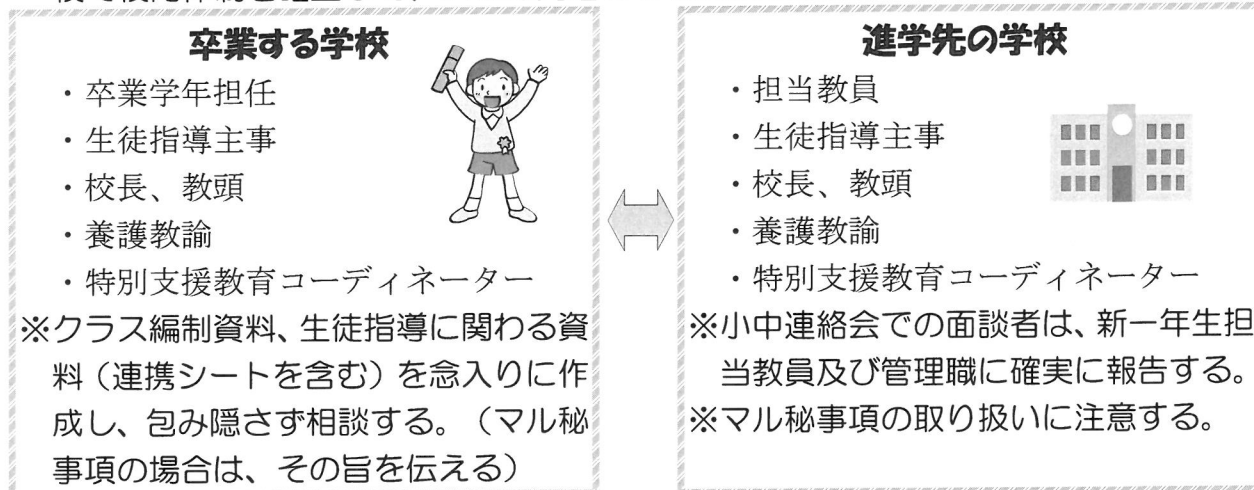 卒業する学校
・卒業学年担任
・生徒指導主事
・校長、教頭
・養護教諭
・特別支援教育コーディネーター
※クラス編制資料、生徒指導に関わる資
料（連携シートを含む）を念入りに作
成し、包み隠さず相談する。（マル秘
事項の場合は、その旨を伝える）
進学先の学校
・担当教員
・生徒指導主事
・校長、教頭
・養護教諭
・特別支援教育コーディネーター
※小中連絡会での面談者は、新一年生担
当教員及び管理職に確実に報告する。
※マル秘事項の取り扱いに注意する。